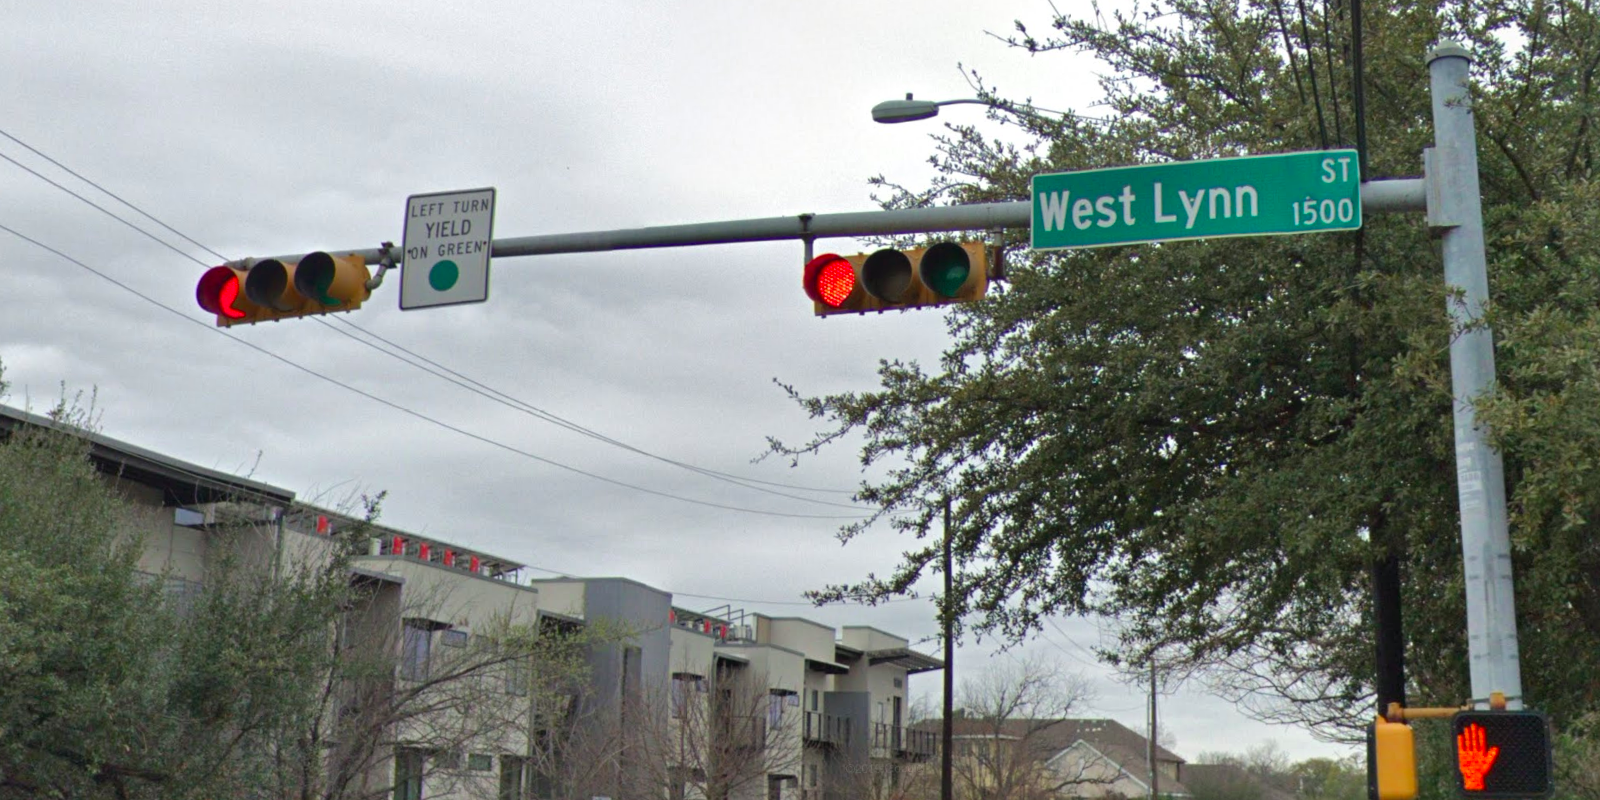 LEFT TURN
YIELD
ON GREEN
West Lynn ST
1500